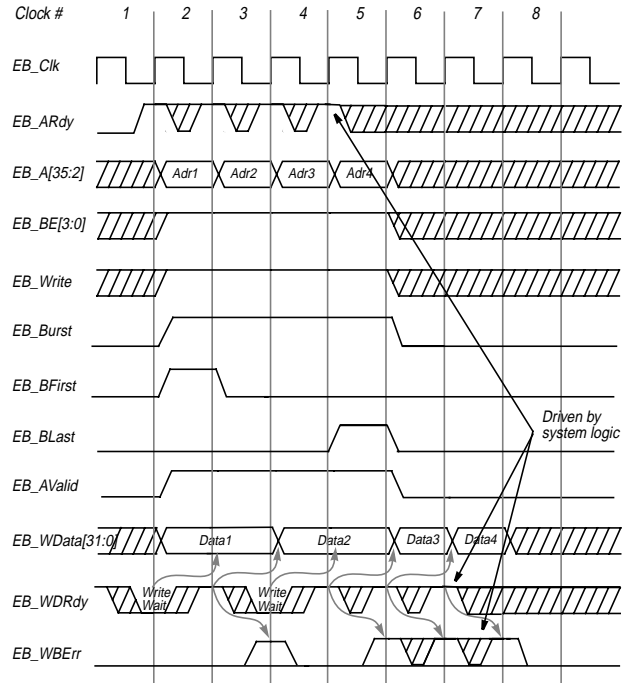 Clock # 1 2 3 4 5 6 7 8
EB_Clk
EB_ARdy
EB_A[35:2] Adr1 Adr2 Adr3 Adr4
EB_BE[3:0]
EB_Write
EB_Burst
EB_BFirst
Driven by
system logic
EB_BLast
EB_AValid
EB_WData[31:0] Data1 Data2 Data3 Data4
EB_WDRdy Write Wait Write Wait
EB_WBErr